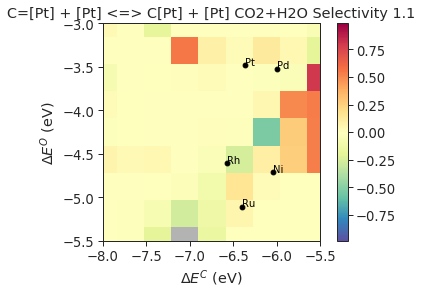 C=[Pt] + [Pt] <=> C[Pt] + [Pt] CO2+H2O Selectivity 1.1
−3.0
−3.5
−4.0
−4.5
−5.0
−5.5
ΔE^O (eV)
Pt
Pd
Rh
Ni
Ru
−8.0 −7.5 −7.0 −6.5 −6.0 −5.5
ΔE^C (eV)
0.75
0.50
0.25
0.00
−0.25
−0.50
−0.75